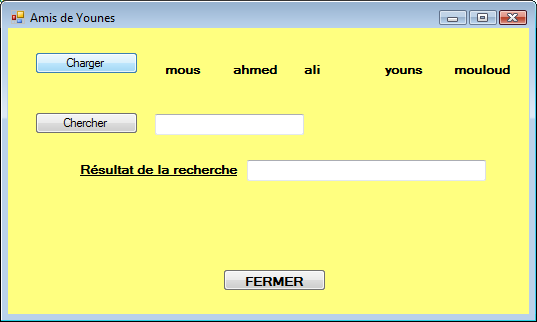 Amis de Younes
Charger mous ahmed ali youns mouloud
Chercher
Résultat de la recherche
FERMER